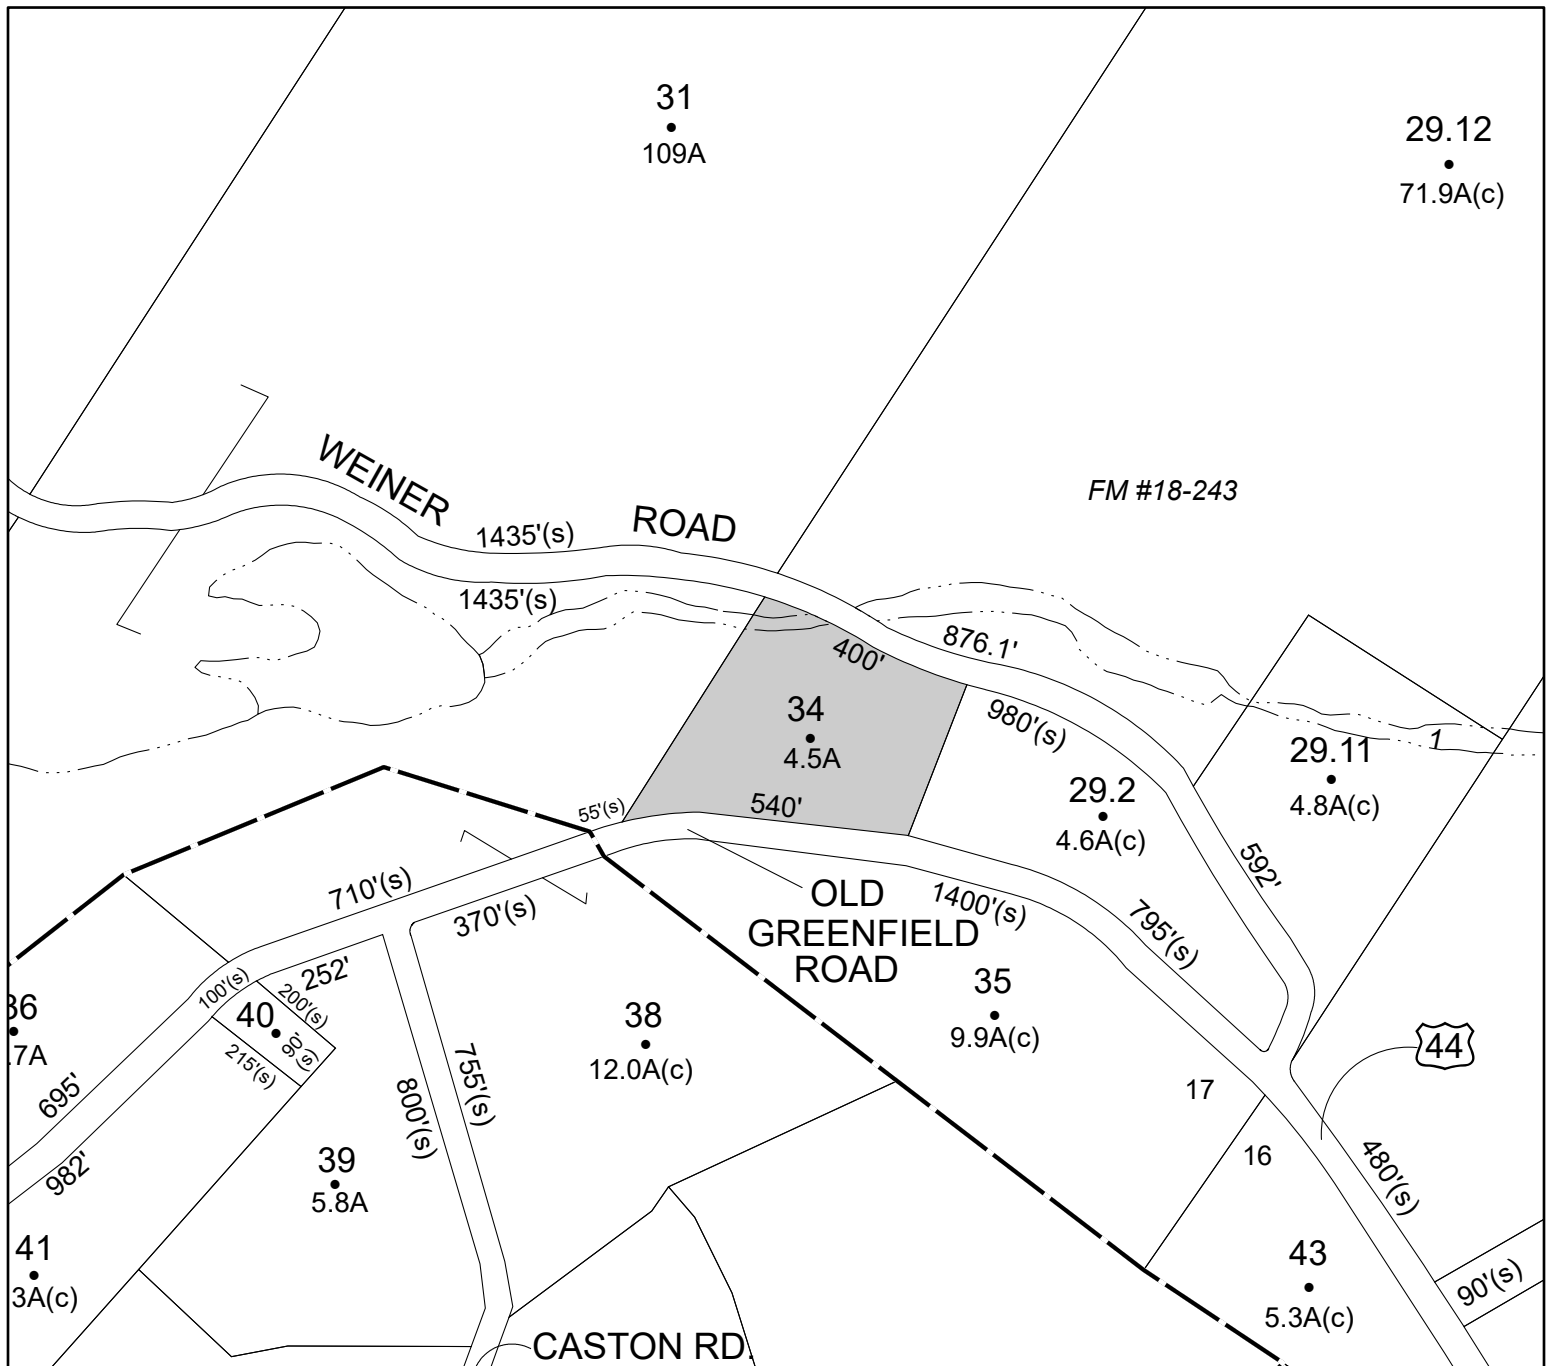 31
109A
29.12
71.9A(c)
WEINER
ROAD
FM #18-243
1435'(s)
1435'(s)
876.1'
400'
34
4.5A
980'(s)
29.11
1
4.8A(c)
29.2
4.6A(c)
55'(s)
540'
592'
710'(s)
370'(s)
OLD
GREENFIELD
ROAD
1400'(s)
795'(s)
252'
100'(s)
200'(s)
36
.7A
40
90'(s)
215'(s)
38
12.0A(c)
35
9.9A(c)
44
695'
755'(s)
800'(s)
17
16
982'
39
5.8A
480'(s)
41
3A(c)
43
5.3A(c)
90'(s)
CASTON RD.